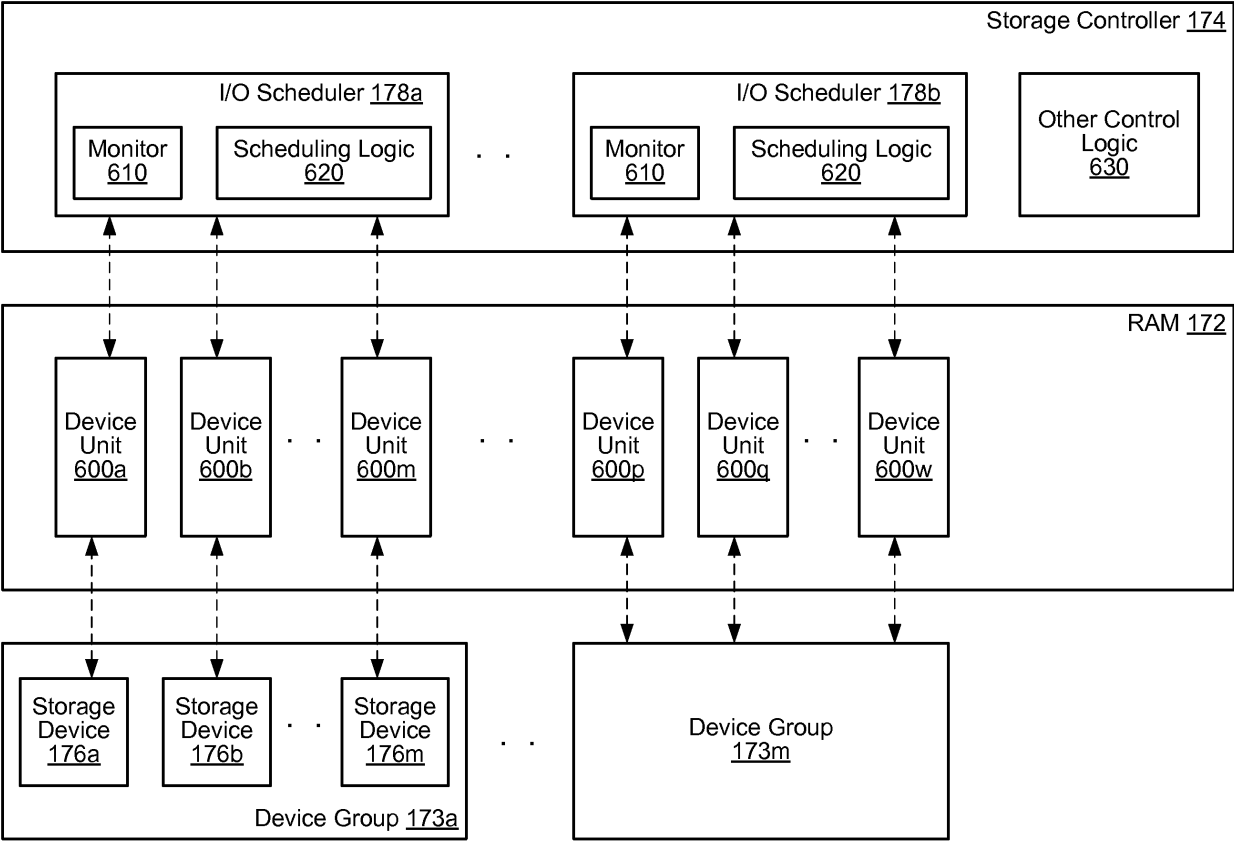 Storage Controller 174
I/O Scheduler 178a
Monitor
610
Scheduling Logic
620
. .
I/O Scheduler 178b
Monitor
610
Scheduling Logic
620
Other Control
Logic
630
RAM 172
Device
Unit
600a
Device
Unit
600b
. .
Device
Unit
600m
. .
Device
Unit
600p
Device
Unit
600q
. .
Device
Unit
600w
Storage
Device
176a
Storage
Device
176b
. .
Storage
Device
176m
Device Group 173a
. .
Device Group
173m